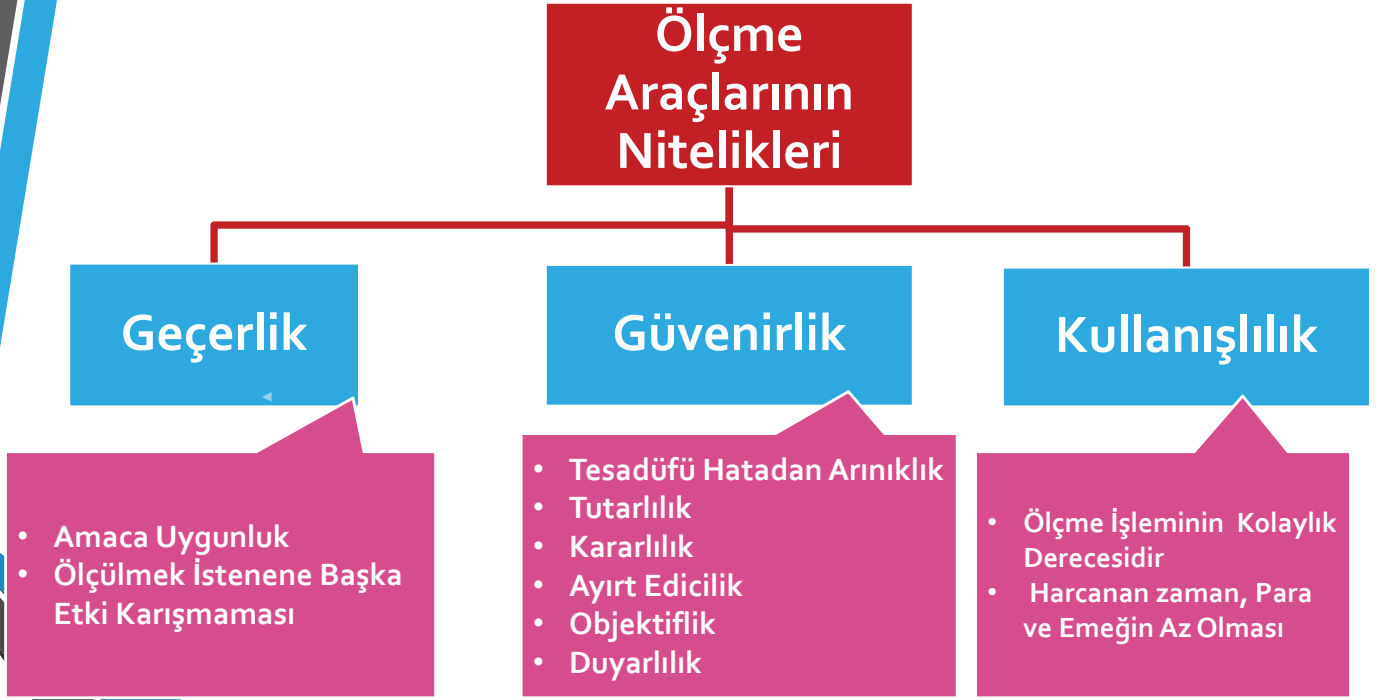 Ölçme
Araçlarının
Nitelikleri
Geçerlik
Güvenirlik
Kullanışlılık
• Amaca Uygunluk
• Ölçülmek İstenene Başka
Etki Karışmaması
• Tesadüfü Hatadan Arınıklık
• Tutarlılık
• Kararlılık
• Ayırt Edicilik
• Objektiflik
• Duyarlılık
• Ölçme İşleminin Kolaylık
Derecesidir
• Harcanan zaman, Para
ve Emeğin Az Olması